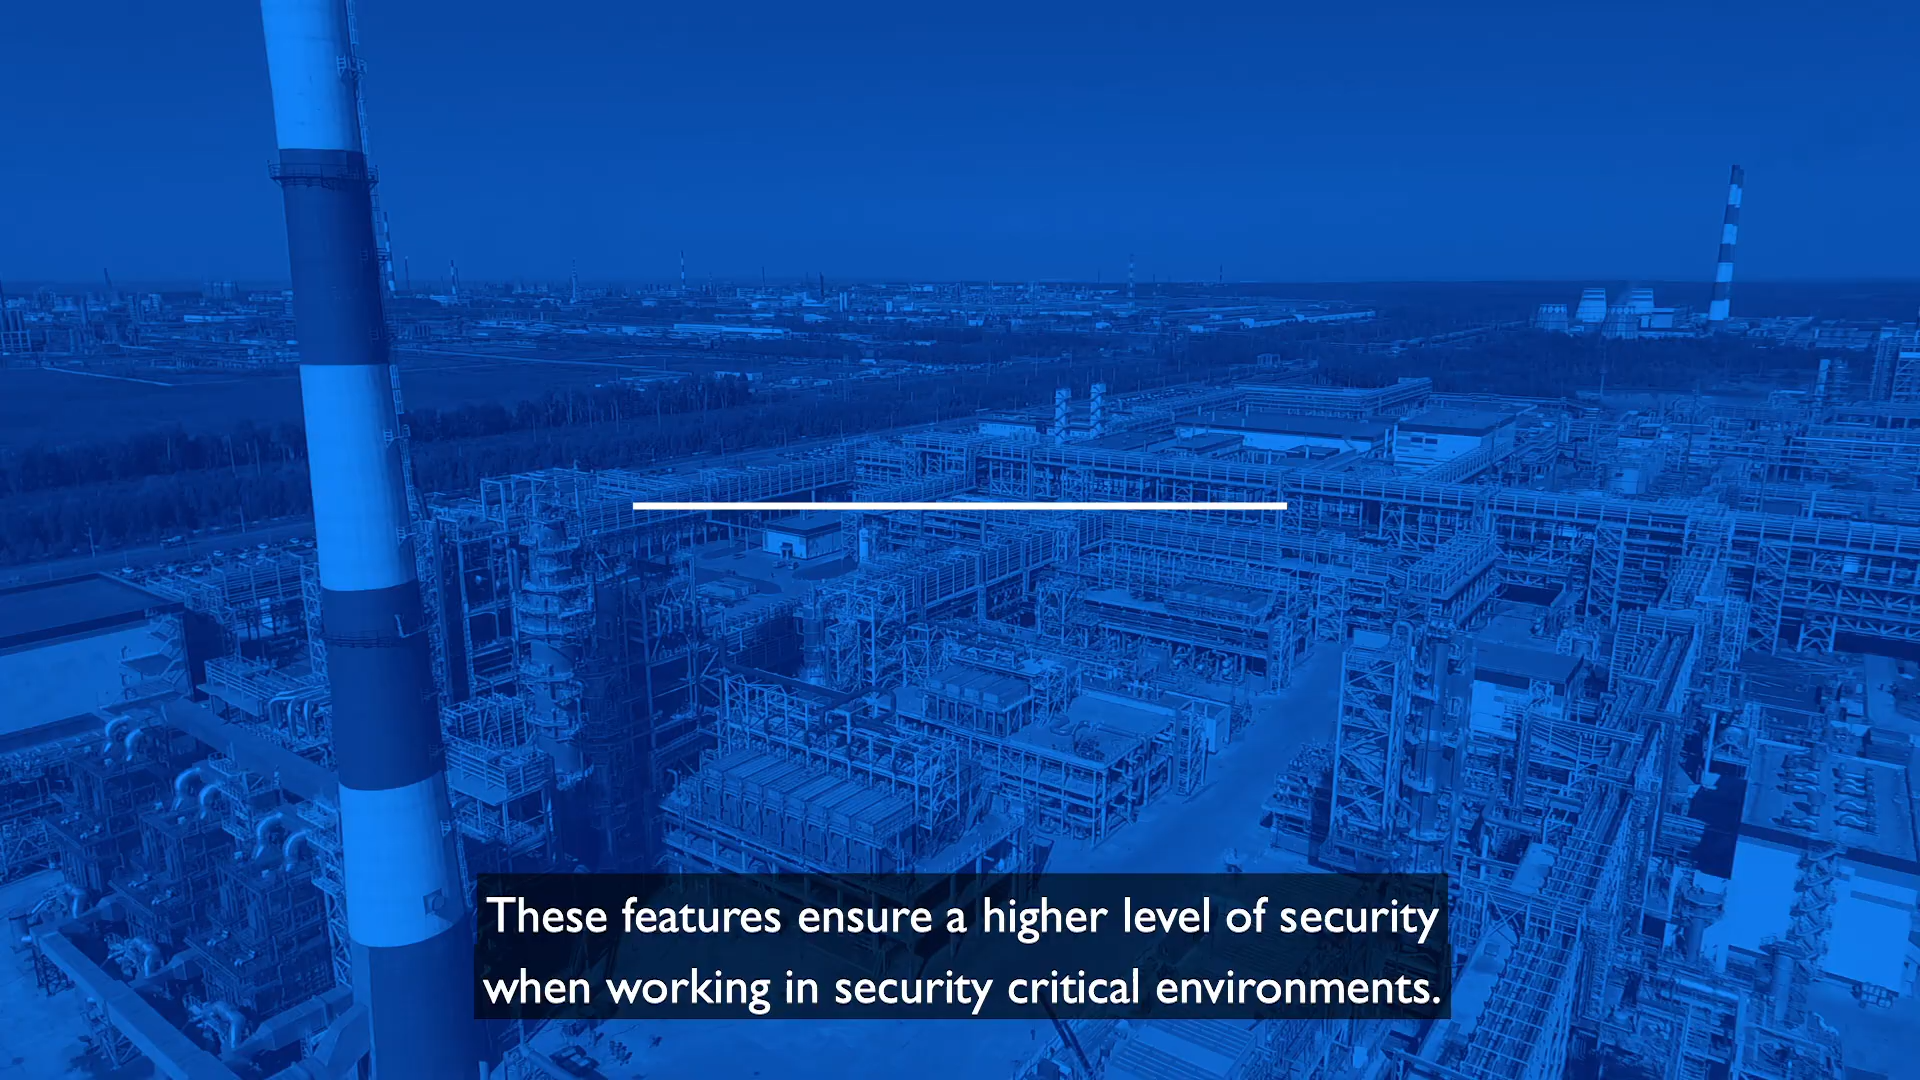 These features ensure a higher level of security
when working in security critical environments.